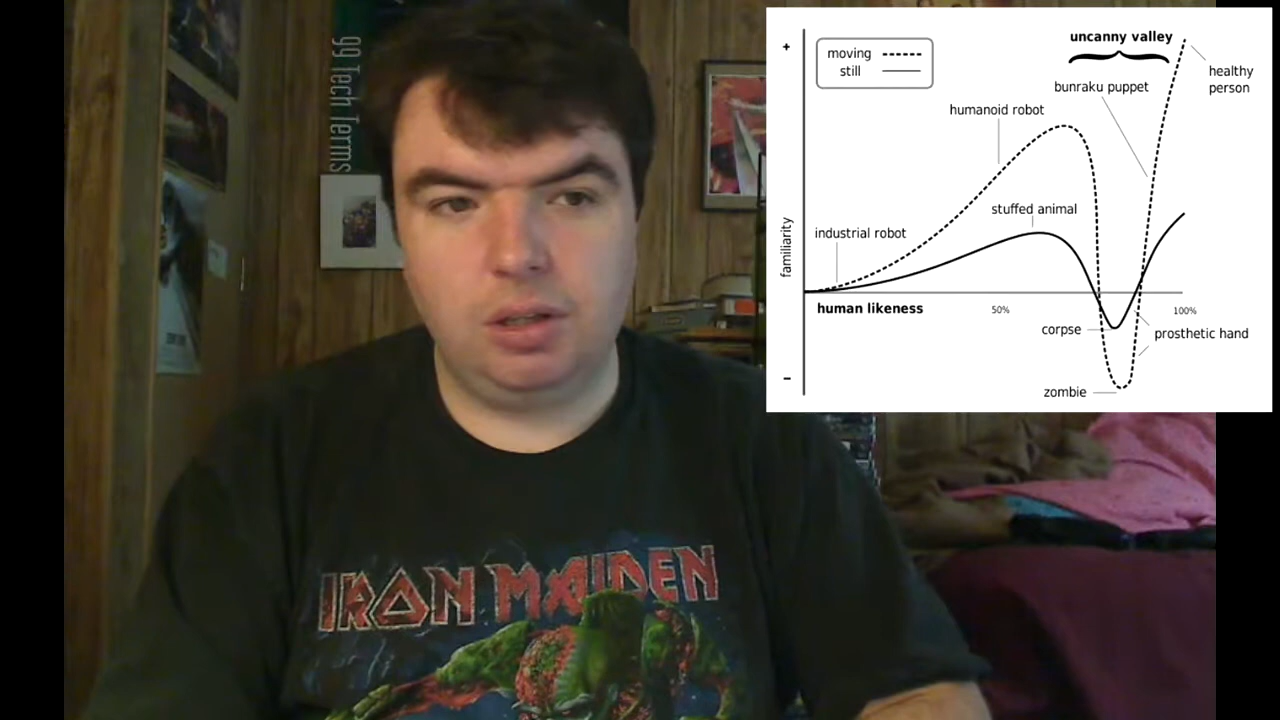 99 Tech Terms
IRON MAIDEN
uncanny valley
+
moving
still
healthy
person
bunraku puppet
humanoid robot
stuffed animal
industrial robot
familiarity
human likeness
50%
100%
corpse
prosthetic hand
−
zombie